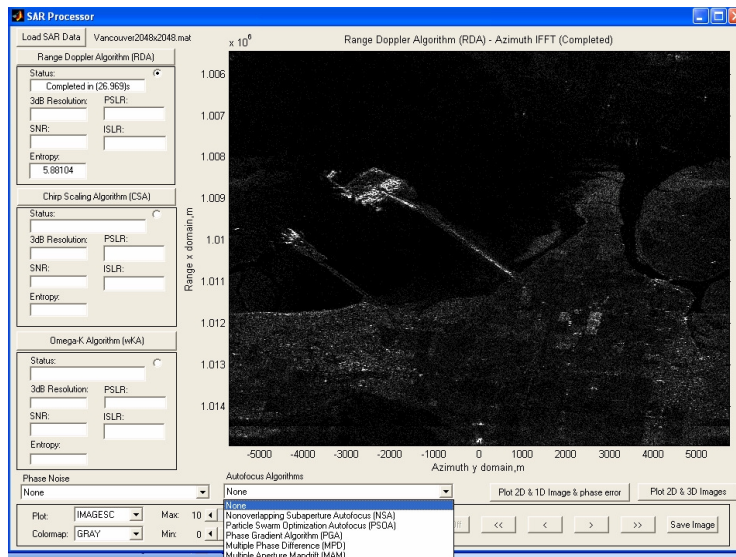 SAR Processor
Load SAR Data Vancouver2048x2048.mat
Range Doppler Algorithm (RDA)
Status:
Completed in (26.969)s
3dB Resolution: PSLR:
SNR: ISLR:
Entropy:
5.88104
Chirp Scaling Algorithm (CSA)
Status:
3dB Resolution: PSLR:
SNR: ISLR:
Entropy:
Omega-K Algorithm (wKA)
Status:
3dB Resolution: PSLR:
SNR: ISLR:
Entropy:
Phase Noise
None
x 10^6
Range Doppler Algorithm (RDA) - Azimuth IFFT (Completed)
1.006
1.007
1.008
1.009
1.01
1.011
1.012
1.013
1.014
Range x domain,m
-5000 -4000 -3000 -2000 -1000 0 1000 2000 3000 4000 5000
Azimuth y domain,m
Autofocus Algorithms
None
None
Nonoverlapping Subaperture Autofocus (NSA)
Particle Swarm Optimization Autofocus (PSOA)
Phase Gradient Algorithm (PGA)
Multiple Phase Difference (MPD)
Multiple Aperture Mapdrift (MAM)
Plot 2D & 1D Image & phase error Plot 2D & 3D Images
Plot: IMAGESC Max: 10
Colormap: GRAY Min: 0
<< < > >> Save Image